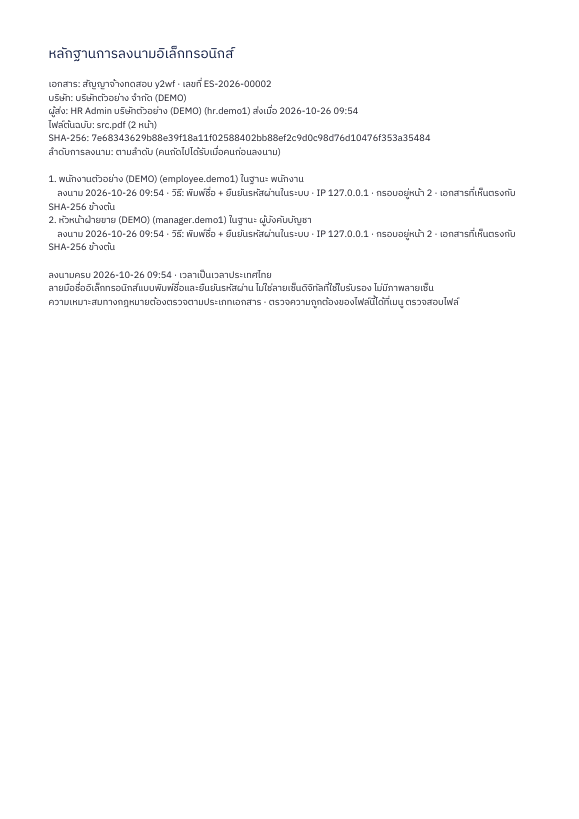 หลักฐานการลงนามอิเล็กทรอนิกส์
เอกสาร: สัญญาจ้างทดสอบ y2wf · เลขที่ ES-2026-00002
บริษัท: บริษัทตัวอย่าง จำกัด (DEMO)
ผู้ส่ง: HR Admin บริษัทตัวอย่าง (DEMO) (hr.demo1) ส่งเมื่อ 2026-10-26 09:54
ไฟล์ต้นฉบับ: src.pdf (2 หน้า)
SHA-256: 7e68343629b88e39f18a11f02588402bb88ef2c9d0c98d76d10476f353a35484
ลำดับการลงนาม: ตามลำดับ (คนถัดไปได้รับเมื่อคนก่อนลงนาม)
1. พนักงานตัวอย่าง (DEMO) (employee.demo1) ในฐานะ พนักงาน
ลงนาม 2026-10-26 09:54 · วิธี: พิมพ์ชื่อ + ยืนยันรหัสผ่านในระบบ · IP 127.0.0.1 · กรอบอยู่หน้า 2 · เอกสารที่เห็นตรงกับ
SHA-256 ข้างต้น
2. หัวหน้าฝ่ายขาย (DEMO) (manager.demo1) ในฐานะ ผู้บังคับบัญชา
ลงนาม 2026-10-26 09:54 · วิธี: พิมพ์ชื่อ + ยืนยันรหัสผ่านในระบบ · IP 127.0.0.1 · กรอบอยู่หน้า 2 · เอกสารที่เห็นตรงกับ
SHA-256 ข้างต้น
ลงนามครบ 2026-10-26 09:54 · เวลาเป็นเวลาประเทศไทย
ลายมือชื่ออิเล็กทรอนิกส์แบบพิมพ์ชื่อและยืนยันรหัสผ่าน ไม่ใช่ลายเซ็นดิจิทัลที่ใช้ใบรับรอง ไม่มีภาพลายเซ็น
ความเหมาะสมทางกฎหมายต้องตรวจตามประเภทเอกสาร · ตรวจความถูกต้องของไฟล์นี้ได้ที่เมนู ตรวจสอบไฟล์